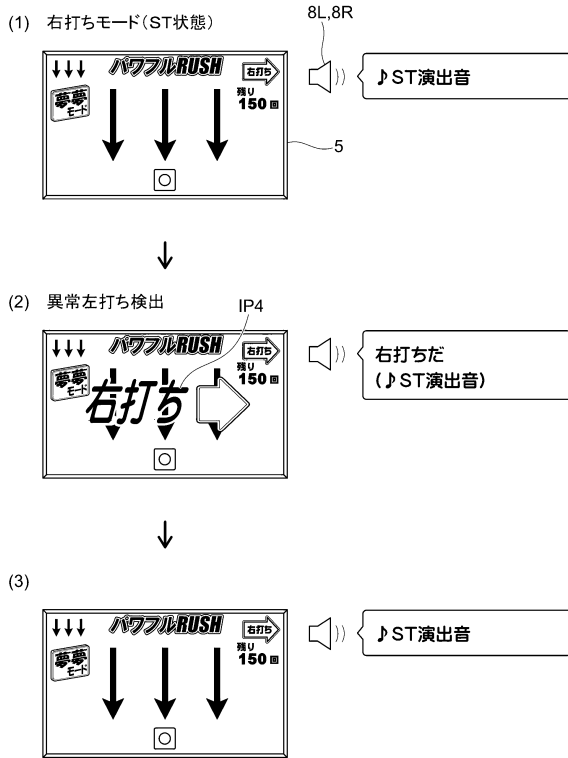 (1) 右打ちモード(ST状態)
8L,8R
パワフルRUSH
右打ち
夢夢
モード
残り
150回
♪ST演出音
5
(2) 異常左打ち検出
IP4
パワフルRUSH
右打ち
夢夢
モード
残り
150回
右打ち
右打ちだ
(♪ST演出音)
(3)
パワフルRUSH
右打ち
夢夢
モード
残り
150回
♪ST演出音